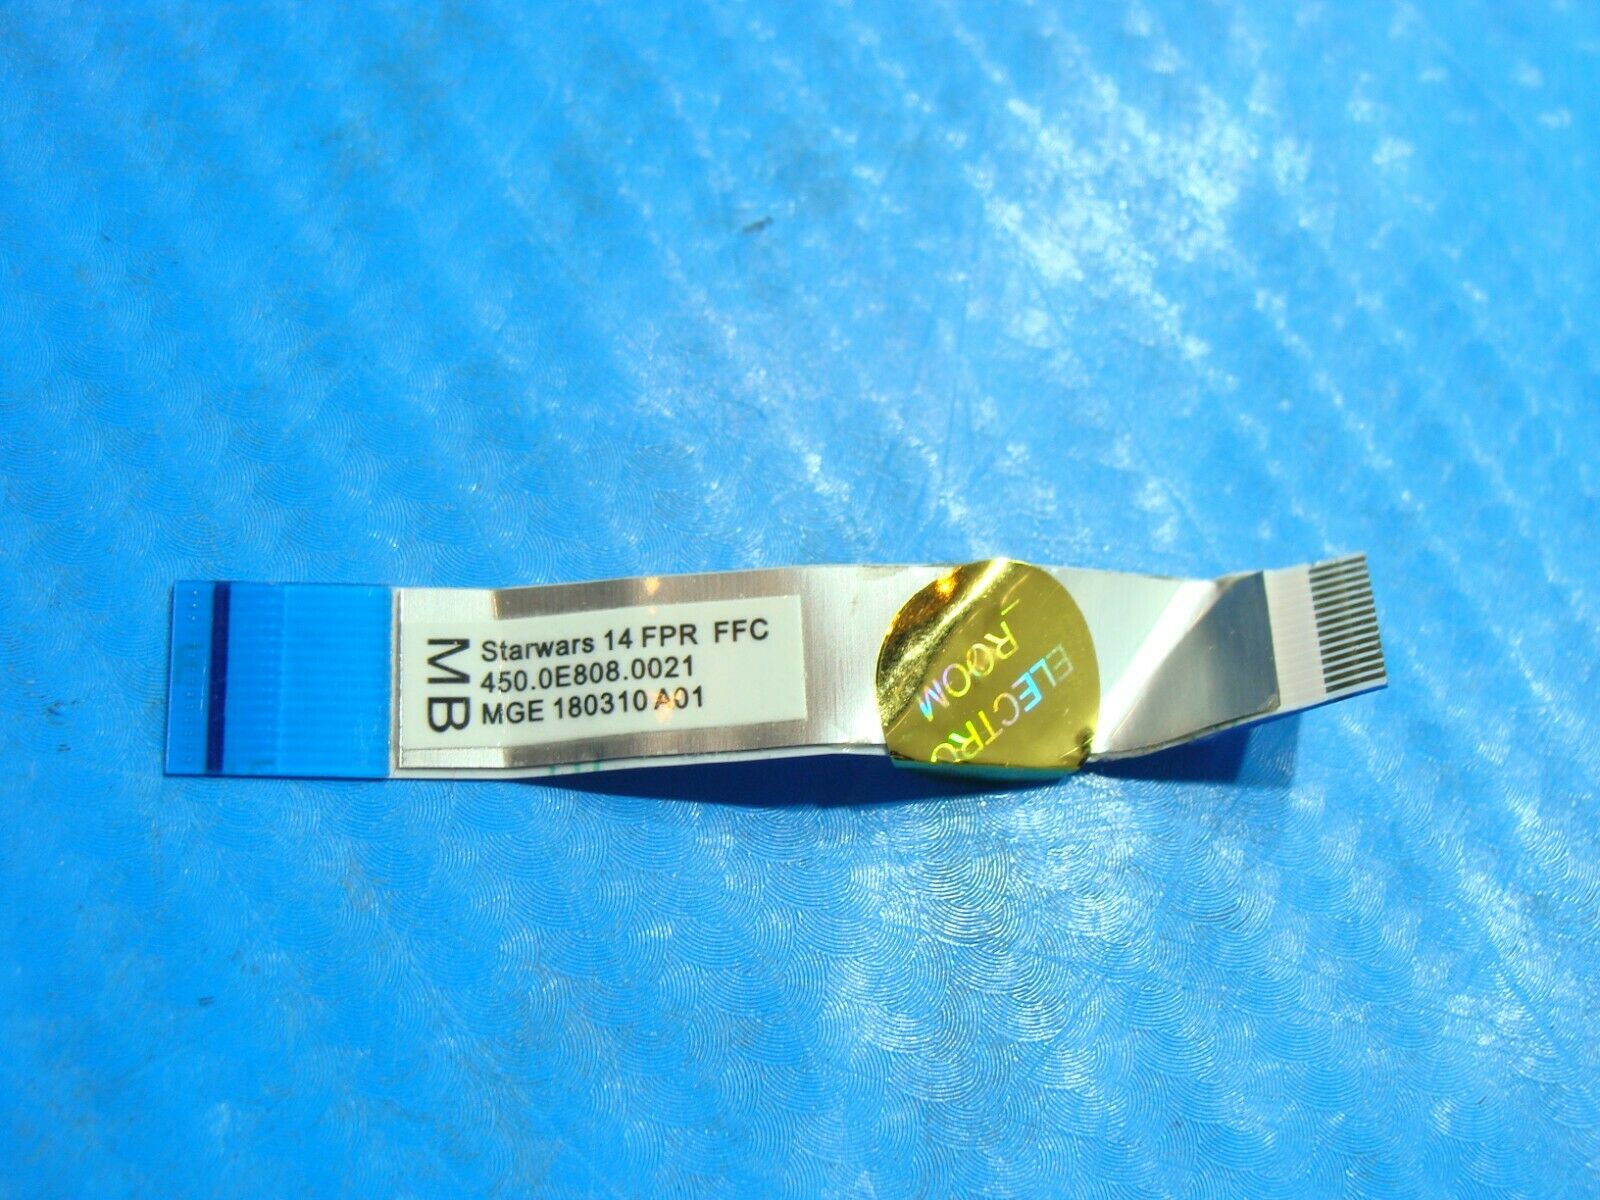 MB
Starwars 14 FPR FFC
450.0E808.0021
MGE 180310 A01
ELECTRO
ROOM